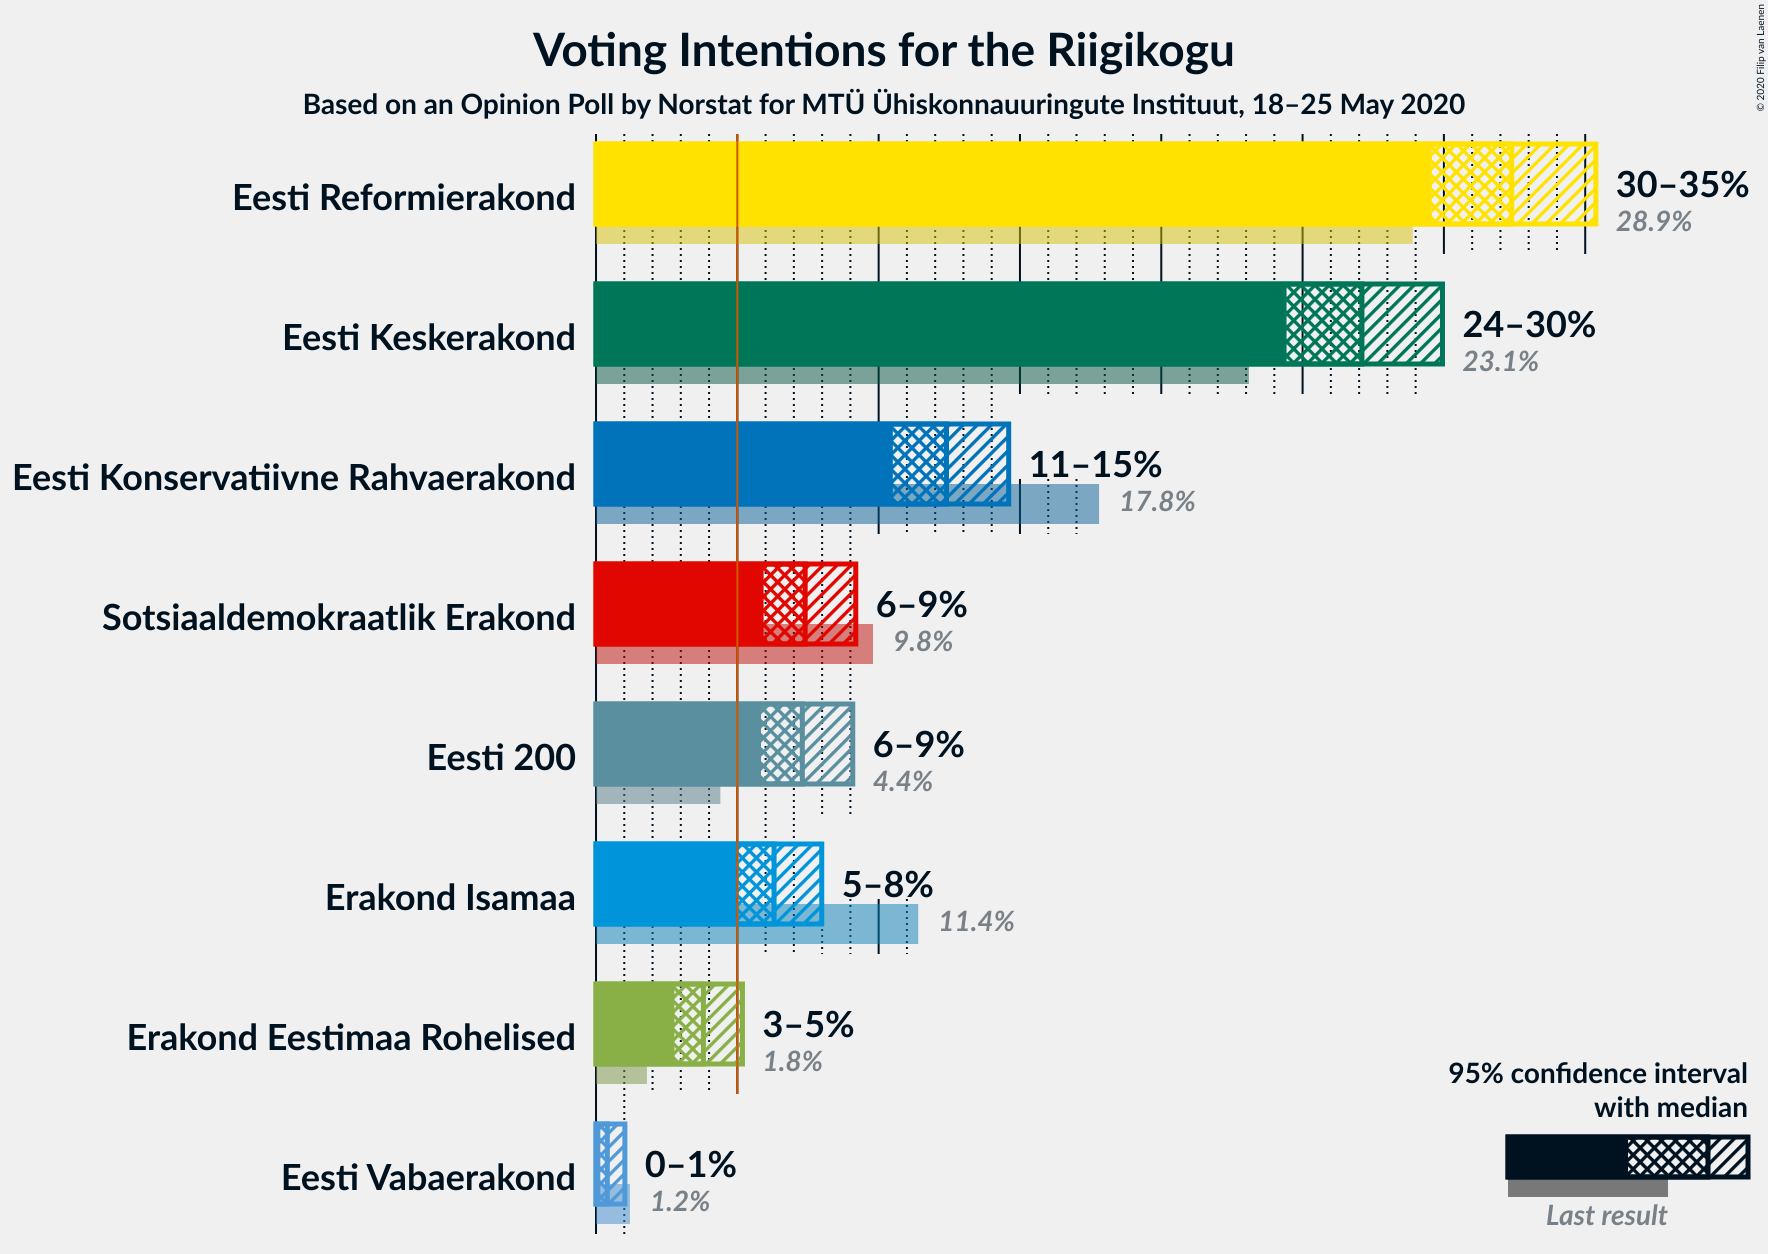 Voting Intentions for the Riigikogu
Based on an Opinion Poll by Norstat for MTÜ Ühiskonnauuringute Instituut, 18–25 May 2020
© 2020 Filip van Laenen
Eesti Reformierakond
30–35%
28.9%
Eesti Keskerakond
24–30%
23.1%
Eesti Konservatiivne Rahvaerakond
11–15%
17.8%
Sotsiaaldemokraatlik Erakond
6–9%
9.8%
Eesti 200
6–9%
4.4%
Erakond Isamaa
5–8%
11.4%
Erakond Eestimaa Rohelised
3–5%
1.8%
Eesti Vabaerakond
0–1%
1.2%
95% confidence interval
with median
Last result